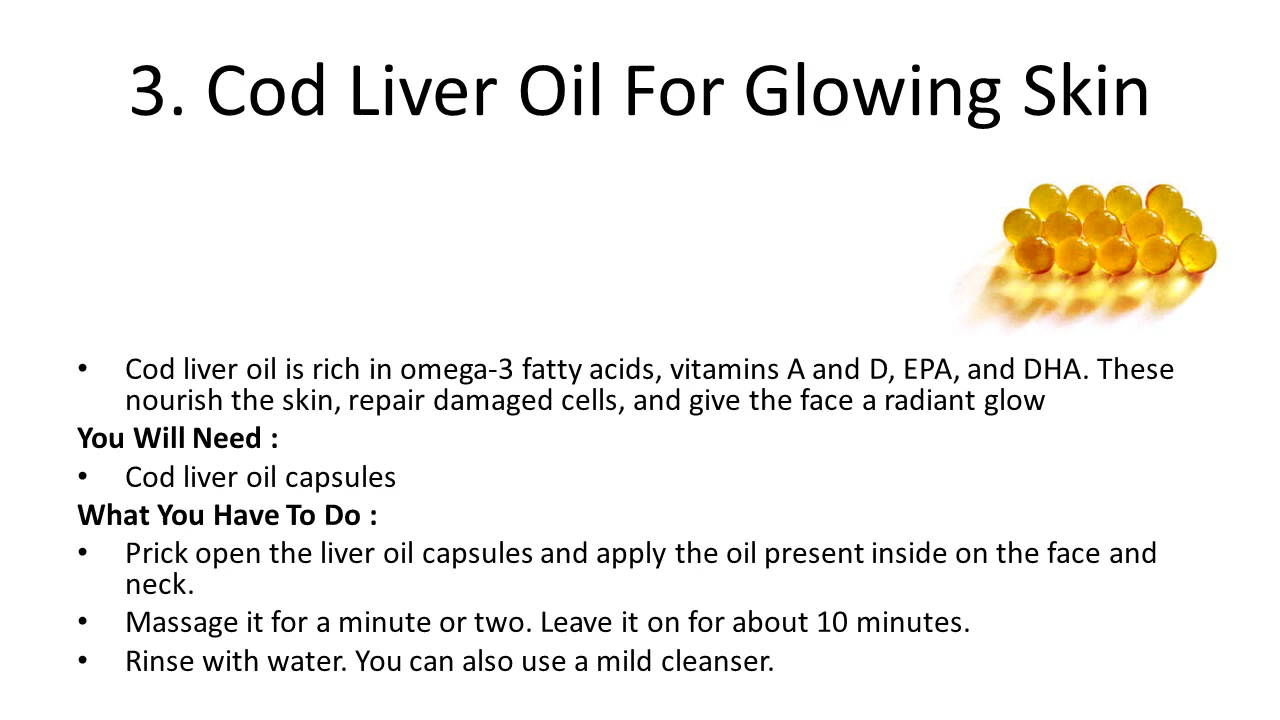 3. Cod Liver Oil For Glowing Skin
• Cod liver oil is rich in omega-3 fatty acids, vitamins A and D, EPA, and DHA. These
nourish the skin, repair damaged cells, and give the face a radiant glow
You Will Need :
• Cod liver oil capsules
What You Have To Do :
• Prick open the liver oil capsules and apply the oil present inside on the face and
neck.
• Massage it for a minute or two. Leave it on for about 10 minutes.
• Rinse with water. You can also use a mild cleanser.